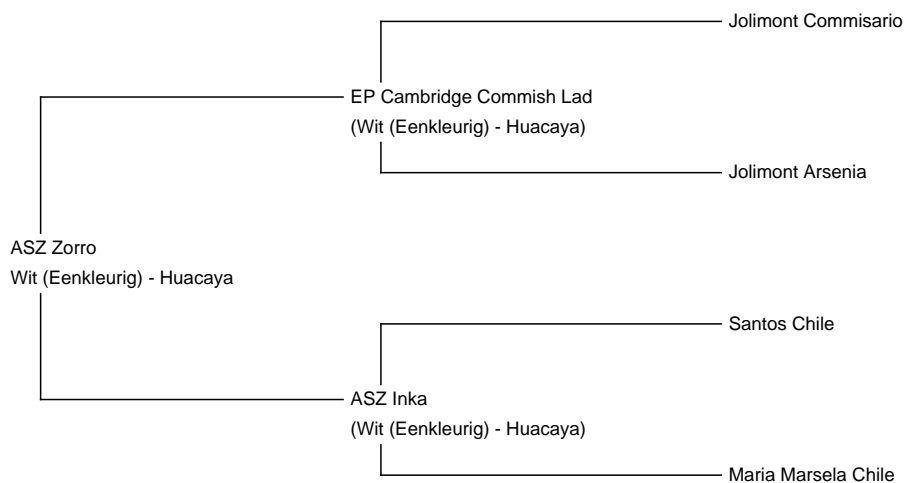 Jolimont Commisario
EP Cambridge Commish Lad
(Wit (Eenkleurig) - Huacaya)
Jolimont Arsenia
ASZ Zorro
Wit (Eenkleurig) - Huacaya
Santos Chile
ASZ Inka
(Wit (Eenkleurig) - Huacaya)
Maria Marsela Chile